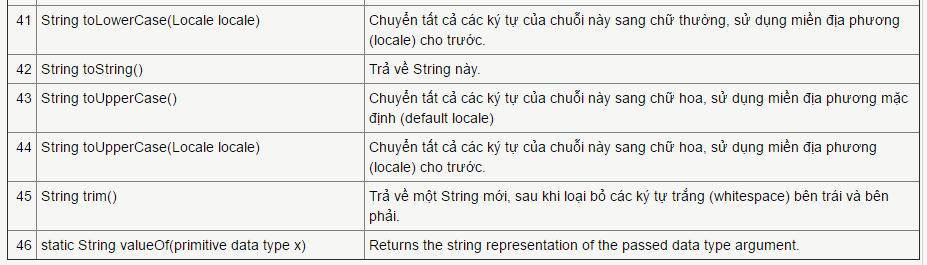 41 String toLowerCase(Locale locale) Chuyển tất cả các ký tự của chuỗi này sang chữ thường, sử dụng miền địa phương
(locale) cho trước.
42 String toString() Trả về String này.
43 String toUpperCase() Chuyển tất cả các ký tự của chuỗi này sang chữ hoa, sử dụng miền địa phương mặc
định (default locale)
44 String toUpperCase(Locale locale) Chuyển tất cả các ký tự của chuỗi này sang chữ hoa, sử dụng miền địa phương
(locale) cho trước.
45 String trim() Trả về một String mới, sau khi loại bỏ các ký tự trắng (whitespace) bên trái và bên
phải.
46 static String valueOf(primitive data type x) Returns the string representation of the passed data type argument.